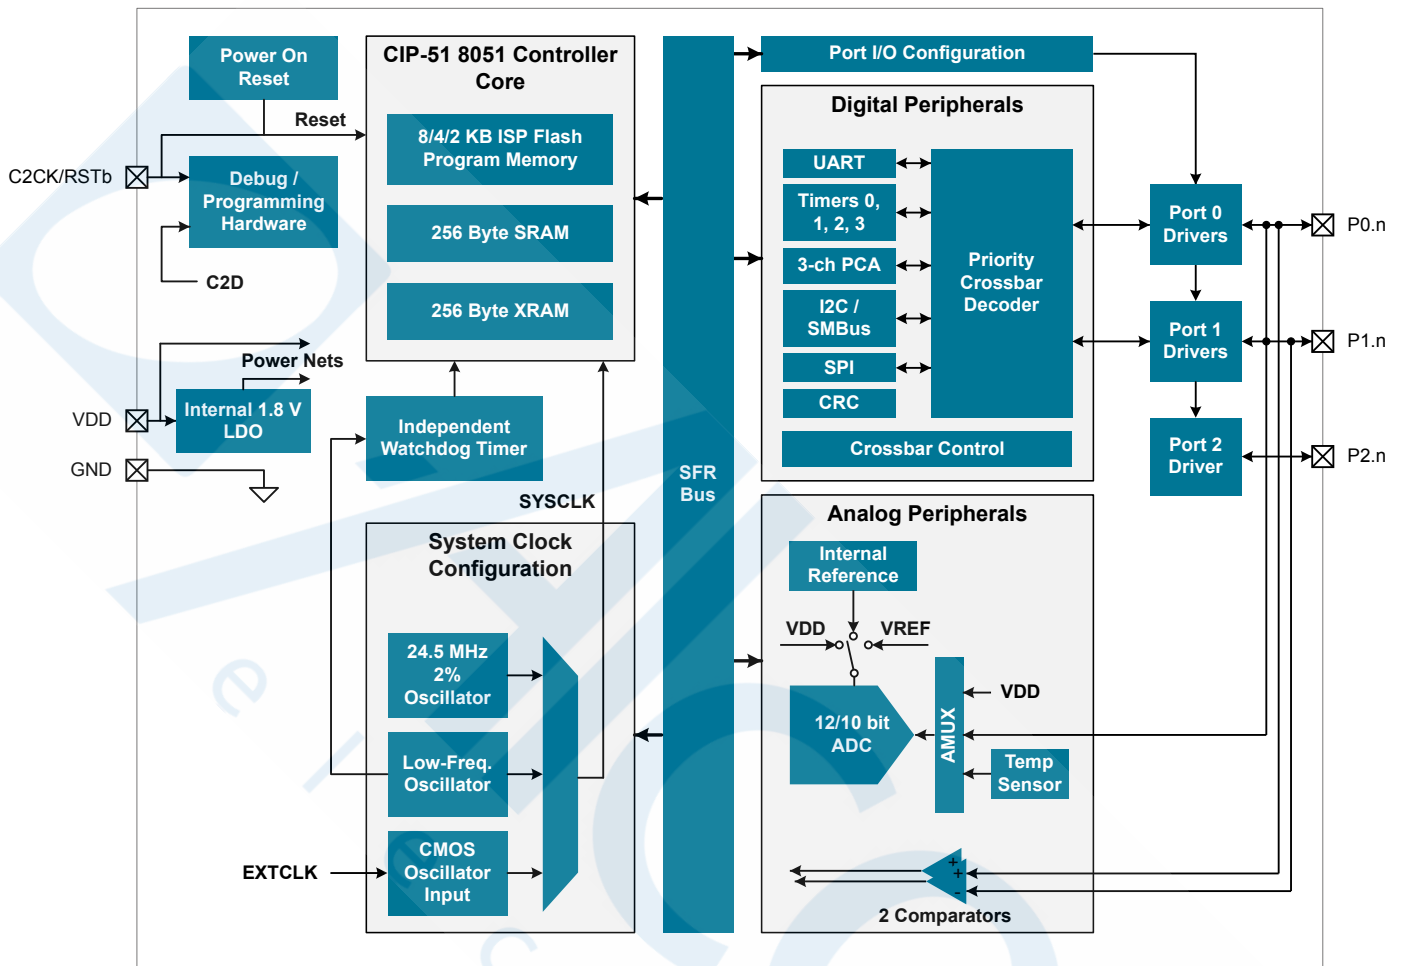 Power On
Reset
Reset
C2CK/RSTb
Debug /
Programming
Hardware
C2D
Power Nets
VDD
Internal 1.8 V
LDO
GND
CIP-51 8051 Controller
Core
8/4/2 KB ISP Flash
Program Memory
256 Byte SRAM
256 Byte XRAM
Independent
Watchdog Timer
SYSCLK
System Clock
Configuration
24.5 MHz
2%
Oscillator
Low-Freq.
Oscillator
EXTCLK
CMOS
Oscillator
Input
SFR
Bus
Port I/O Configuration
Digital Peripherals
UART
Timers 0,
1, 2, 3
3-ch PCA
I2C /
SMBus
SPI
CRC
Priority
Crossbar
Decoder
Crossbar Control
Port 0
Drivers
P0.n
Port 1
Drivers
P1.n
Port 2
Driver
P2.n
Analog Peripherals
Internal
Reference
VDD
VREF
12/10 bit
ADC
AMUX
VDD
Temp
Sensor
+
+
-
2 Comparators